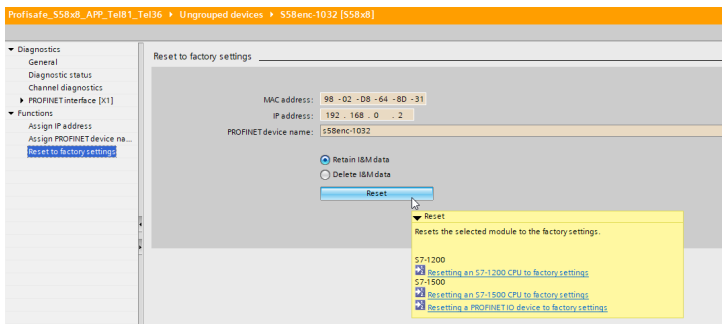 Profisafe_S58x8_APP_Tel81_Tel36 ▸ Ungrouped devices ▸ S58enc-1032 [S58x8]
Diagnostics
General
Diagnostic status
Channel diagnostics
PROFINET interface [X1]
Functions
Assign IP address
Assign PROFINET device na...
Reset to factory settings
Reset to factory settings
MAC address: 98 -02 -D8 -64 -8D -31
IP address: 192 . 168 . 0 . 2
PROFINET device name: s58enc-1032
Retain I&M data
Delete I&M data
Reset
Reset
Resets the selected module to the factory settings.
S7-1200
Resetting an S7-1200 CPU to factory settings
S7-1500
Resetting an S7-1500 CPU to factory settings
Resetting a PROFINET IO device to factory settings